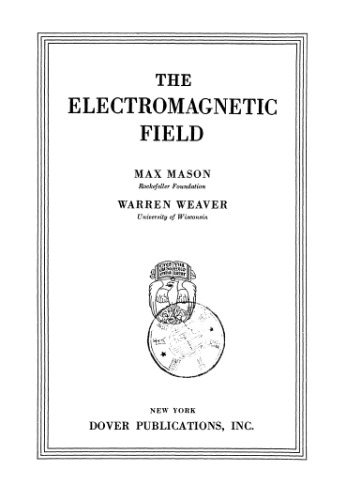 THE
ELECTROMAGNETIC
FIELD
MAX MASON
Rockefeller Foundation
WARREN WEAVER
University of Wisconsin
NEW YORK
DOVER PUBLICATIONS, INC.